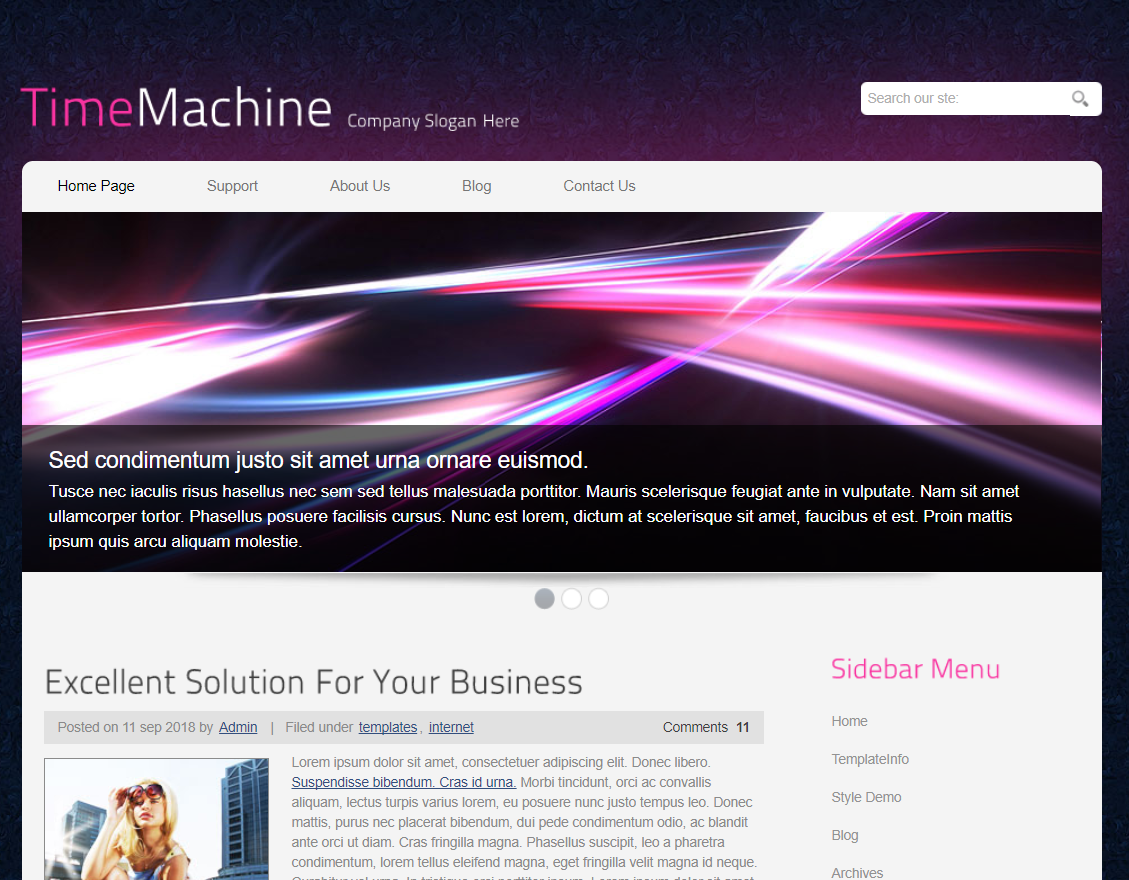 TimeMachine Company Slogan Here
Search our ste:
Home Page Support About Us Blog Contact Us
Sed condimentum justo sit amet urna ornare euismod.
Tusce nec iaculis risus hasellus nec sem sed tellus malesuada porttitor. Mauris scelerisque feugiat ante in vulputate. Nam sit amet
ullamcorper tortor. Phasellus posuere facilisis cursus. Nunc est lorem, dictum at scelerisque sit amet, faucibus et est. Proin mattis
ipsum quis arcu aliquam molestie.
Excellent Solution For Your Business
Posted on 11 sep 2018 by Admin | Filed under templates, internet Comments 11
Lorem ipsum dolor sit amet, consectetuer adipiscing elit. Donec libero.
Suspendisse bibendum. Cras id urna. Morbi tincidunt, orci ac convallis
aliquam, lectus turpis varius lorem, eu posuere nunc justo tempus leo. Donec
mattis, purus nec placerat bibendum, dui pede condimentum odio, ac blandit
ante orci ut diam. Cras fringilla magna. Phasellus suscipit, leo a pharetra
condimentum, lorem tellus eleifend magna, eget fringilla velit magna id neque.
Sidebar Menu
Home
TemplateInfo
Style Demo
Blog
Archives